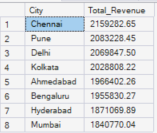 City Total_Revenue
1 Chennai 2159282.65
2 Pune 2083228.45
3 Delhi 2069847.50
4 Kolkata 2028808.22
5 Ahmedabad 1966402.26
6 Bengaluru 1955830.27
7 Hyderabad 1871069.89
8 Mumbai 1840770.04